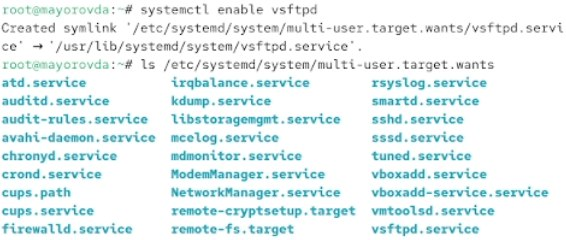 root@mayorovda:~# systemctl enable vsftpd
Created symlink '/etc/systemd/system/multi-user.target.wants/vsftpd.servi
ce' → '/usr/lib/systemd/system/vsftpd.service'.
root@mayorovda:~# ls /etc/systemd/system/multi-user.target.wants
atd.service irqbalance.service rsyslog.service
auditd.service kdump.service smartd.service
audit-rules.service libstoragemgmt.service sshd.service
avahi-daemon.service mcelog.service sssd.service
chronyd.service mdmonitor.service tuned.service
crond.service ModemManager.service vboxadd.service
cups.path NetworkManager.service vboxadd-service.service
cups.service remote-cryptsetup.target vmtoolsd.service
firewalld.service remote-fs.target vsftpd.service